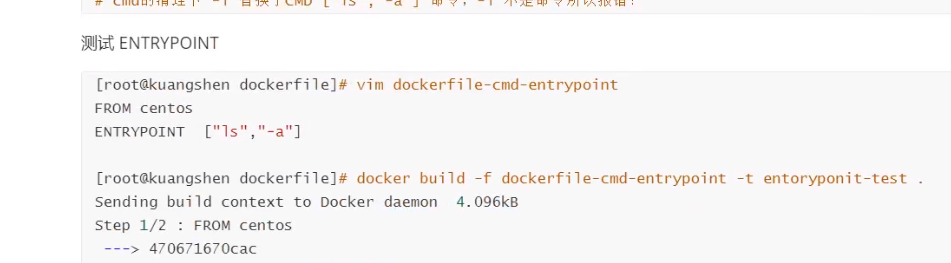 # cmd的情理下 -l 替换了CMD ["ls","-a"] 命令，-l 不是命令所以报错！
测试 ENTRYPOINT
[root@kuangshen dockerfile]# vim dockerfile-cmd-entrypoint
FROM centos
ENTRYPOINT ["ls","-a"]
[root@kuangshen dockerfile]# docker build -f dockerfile-cmd-entrypoint -t entoryponit-test .
Sending build context to Docker daemon 4.096kB
Step 1/2 : FROM centos
---> 470671670cac